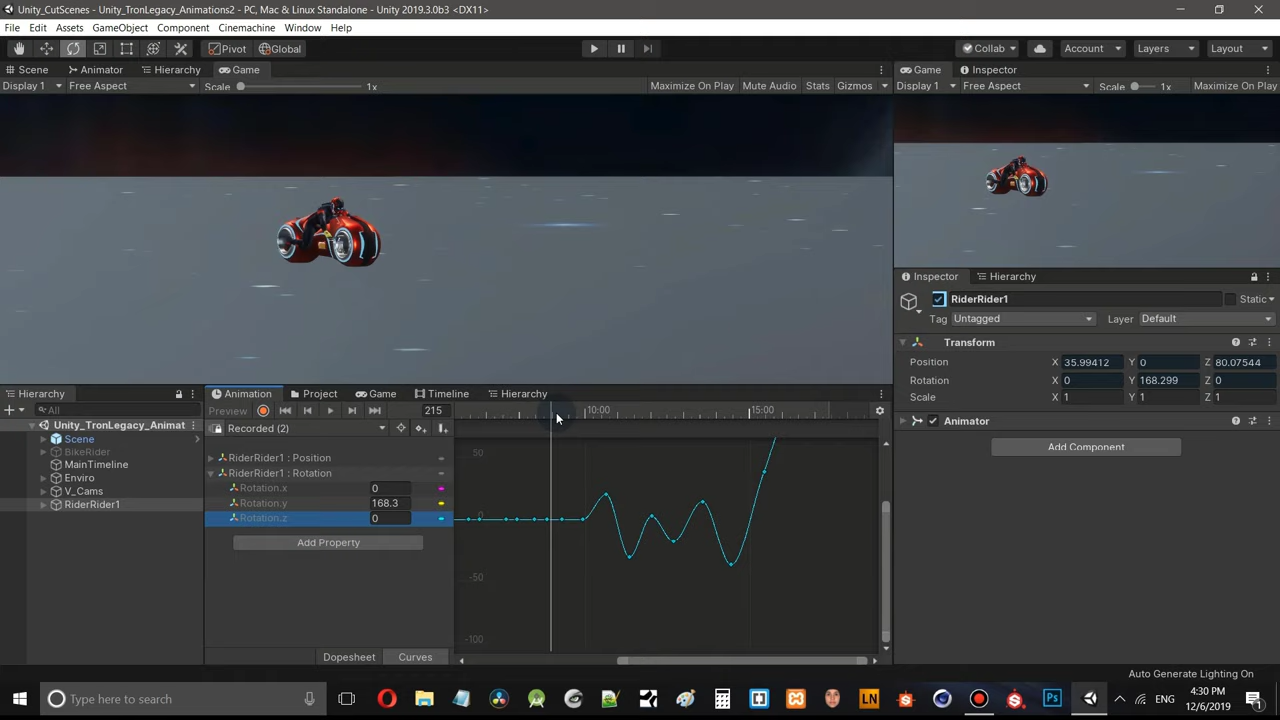 Unity_CutScenes - Unity_TronLegacy_Animations2 - PC, Mac & Linux Standalone - Unity 2019.3.0b3 <DX11>
File Edit Assets GameObject Component Cinemachine Window Help
Pivot Global Collab Account Layers Layout
Scene Animator Hierarchy Game
Display 1 Free Aspect Scale 1x Maximize On Play Mute Audio Stats Gizmos
Game Inspector
Display 1 Free Aspect Scale 1x Maximize On Play
Inspector Hierarchy
RiderRider1 Static
Tag Untagged Layer Default
Transform
Position X 35.99412 Y 0 Z 80.07544
Rotation X 0 Y 168.299 Z 0
Scale X 1 Y 1 Z 1
Animator
Add Component
Hierarchy
All
Unity_TronLegacy_Animat
Scene
BikeRider
MainTimeline
Enviro
V_Cams
RiderRider1
Animation Project Game Timeline Hierarchy
Preview 215
Recorded (2)
RiderRider1 : Position
RiderRider1 : Rotation
Rotation.x 0
Rotation.y 168.3
Rotation.z 0
Add Property
Dopesheet Curves
10:00 15:00
50
0
-50
-100
Auto Generate Lighting On
Type here to search
LN
Ps
ENG
4:30 PM
12/6/2019
1